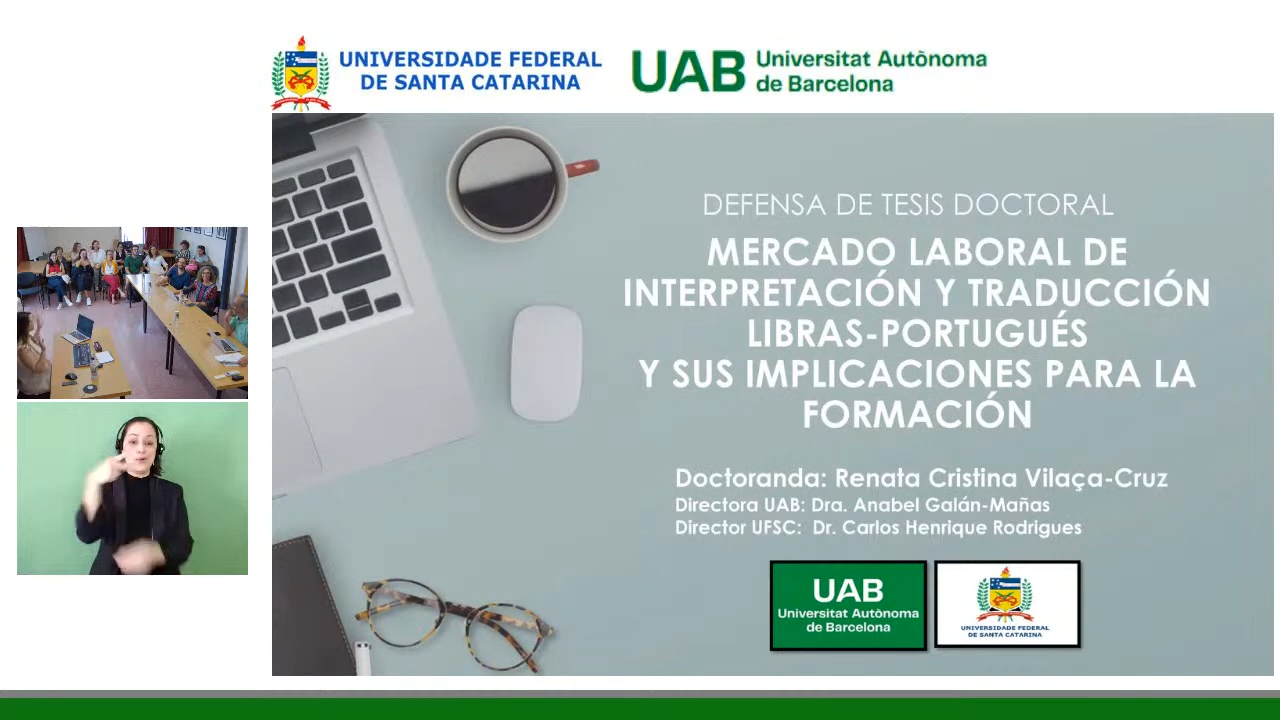 UNIVERSIDADE FEDERAL
DE SANTA CATARINA
UAB Universitat Autònoma
de Barcelona
DEFENSA DE TESIS DOCTORAL
MERCADO LABORAL DE
INTERPRETACIÓN Y TRADUCCIÓN
LIBRAS-PORTUGUÉS
Y SUS IMPLICACIONES PARA LA
FORMACIÓN
Doctoranda: Renata Cristina Vilaça-Cruz
Directora UAB: Dra. Anabel Galán-Mañas
Director UFSC: Dr. Carlos Henrique Rodrigues
UAB
Universitat Autònoma
de Barcelona
UNIVERSIDADE FEDERAL
DE SANTA CATARINA